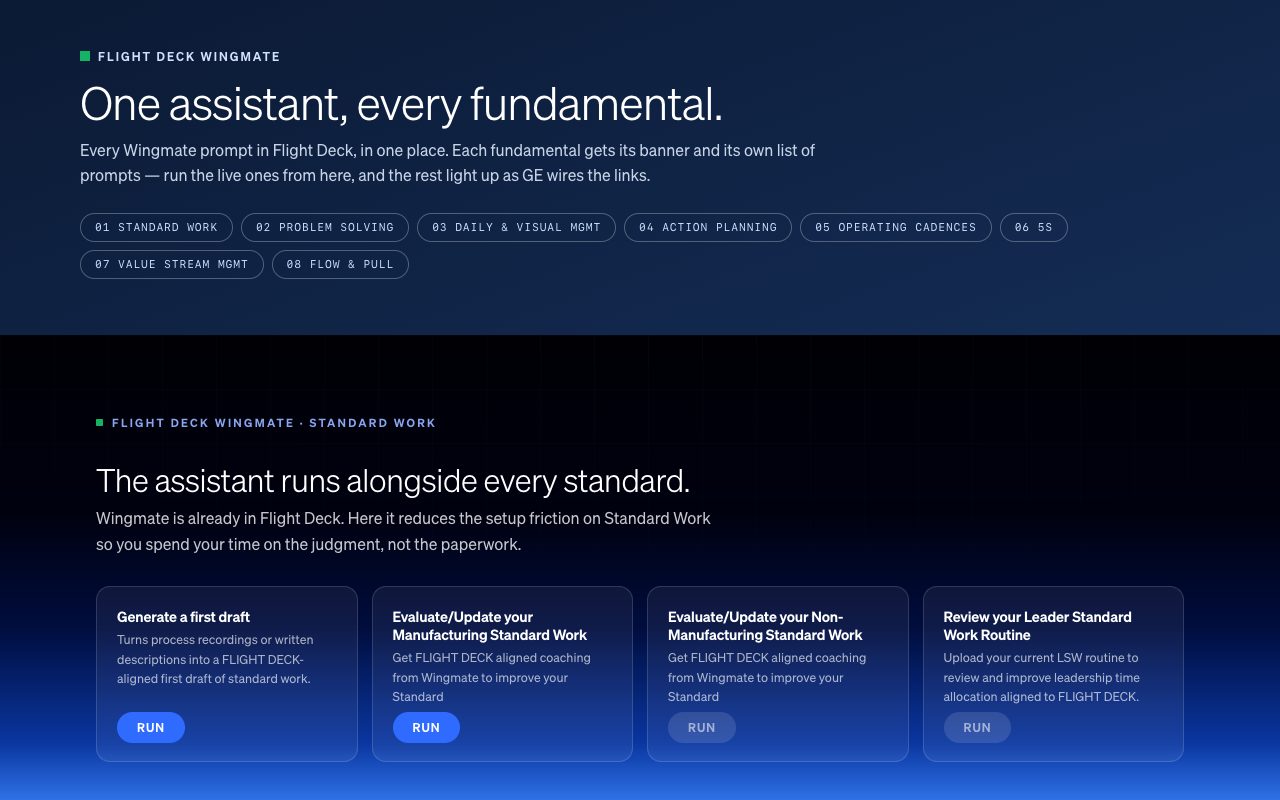 FLIGHT DECK WINGMATE
One assistant, every fundamental.
Every Wingmate prompt in Flight Deck, in one place. Each fundamental gets its banner and its own list of
prompts — run the live ones from here, and the rest light up as GE wires the links.
01 STANDARD WORK
02 PROBLEM SOLVING
03 DAILY & VISUAL MGMT
04 ACTION PLANNING
05 OPERATING CADENCES
06 5S
07 VALUE STREAM MGMT
08 FLOW & PULL
FLIGHT DECK WINGMATE · STANDARD WORK
The assistant runs alongside every standard.
Wingmate is already in Flight Deck. Here it reduces the setup friction on Standard Work
so you spend your time on the judgment, not the paperwork.
Generate a first draft
Turns process recordings or written
descriptions into a FLIGHT DECK-
aligned first draft of standard work.
RUN
Evaluate/Update your
Manufacturing Standard Work
Get FLIGHT DECK aligned coaching
from Wingmate to improve your
Standard
RUN
Evaluate/Update your Non-
Manufacturing Standard Work
Get FLIGHT DECK aligned coaching
from Wingmate to improve your
Standard
RUN
Review your Leader Standard
Work Routine
Upload your current LSW routine to
review and improve leadership time
allocation aligned to FLIGHT DECK.
RUN